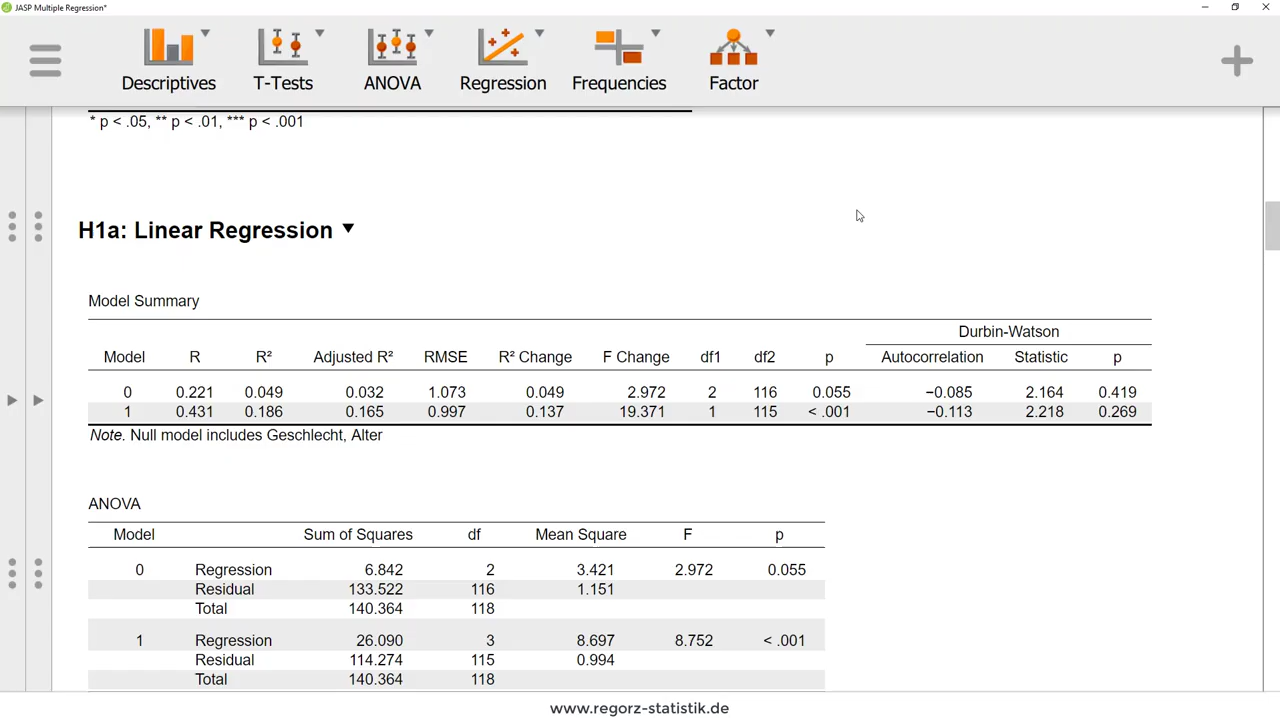 JASP Multiple Regression*
Descriptives T-Tests ANOVA Regression Frequencies Factor
* p < .05, ** p < .01, *** p < .001
H1a: Linear Regression
Model Summary
Durbin-Watson
Model R R² Adjusted R² RMSE R² Change F Change df1 df2 p Autocorrelation Statistic p
0 0.221 0.049 0.032 1.073 0.049 2.972 2 116 0.055 −0.085 2.164 0.419
1 0.431 0.186 0.165 0.997 0.137 19.371 1 115 < .001 −0.113 2.218 0.269
Note. Null model includes Geschlecht, Alter
ANOVA
Model Sum of Squares df Mean Square F p
0 Regression 6.842 2 3.421 2.972 0.055
Residual 133.522 116 1.151
Total 140.364 118
1 Regression 26.090 3 8.697 8.752 < .001
Residual 114.274 115 0.994
Total 140.364 118
www.regorz-statistik.de